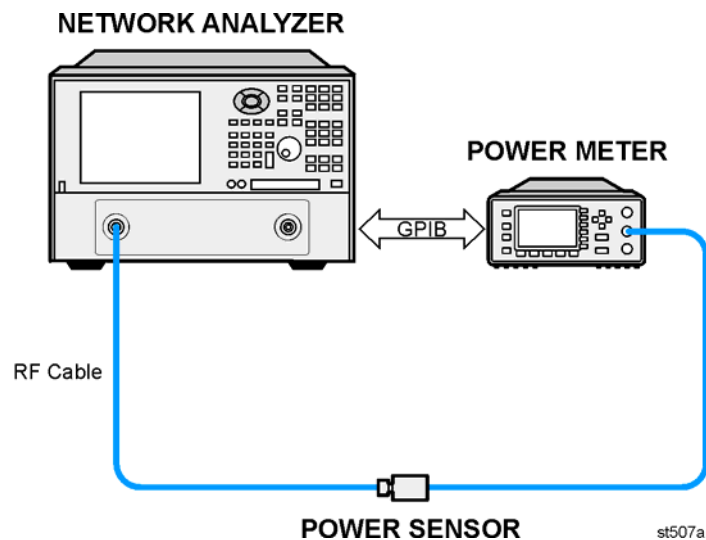 NETWORK ANALYZER
POWER METER
GPIB
RF Cable
POWER SENSOR
st507a